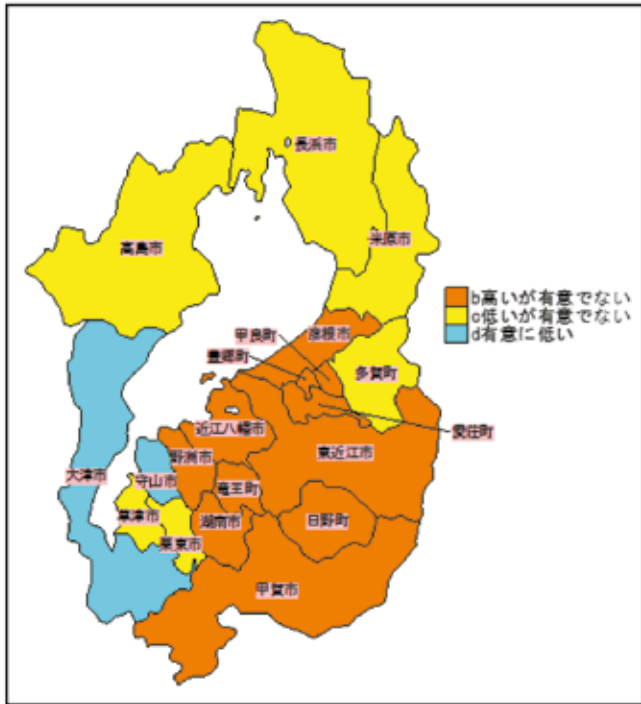 長浜市
米原市
高島市
b高いが有意でない
c低いが有意でない
d有意に低い
彦根市
甲良町
豊郷町
多賀町
愛荘町
近江八幡市
東近江市
野洲市
大津市
守山市
竜王町
草津市
湖南市
日野町
栗東市
甲賀市